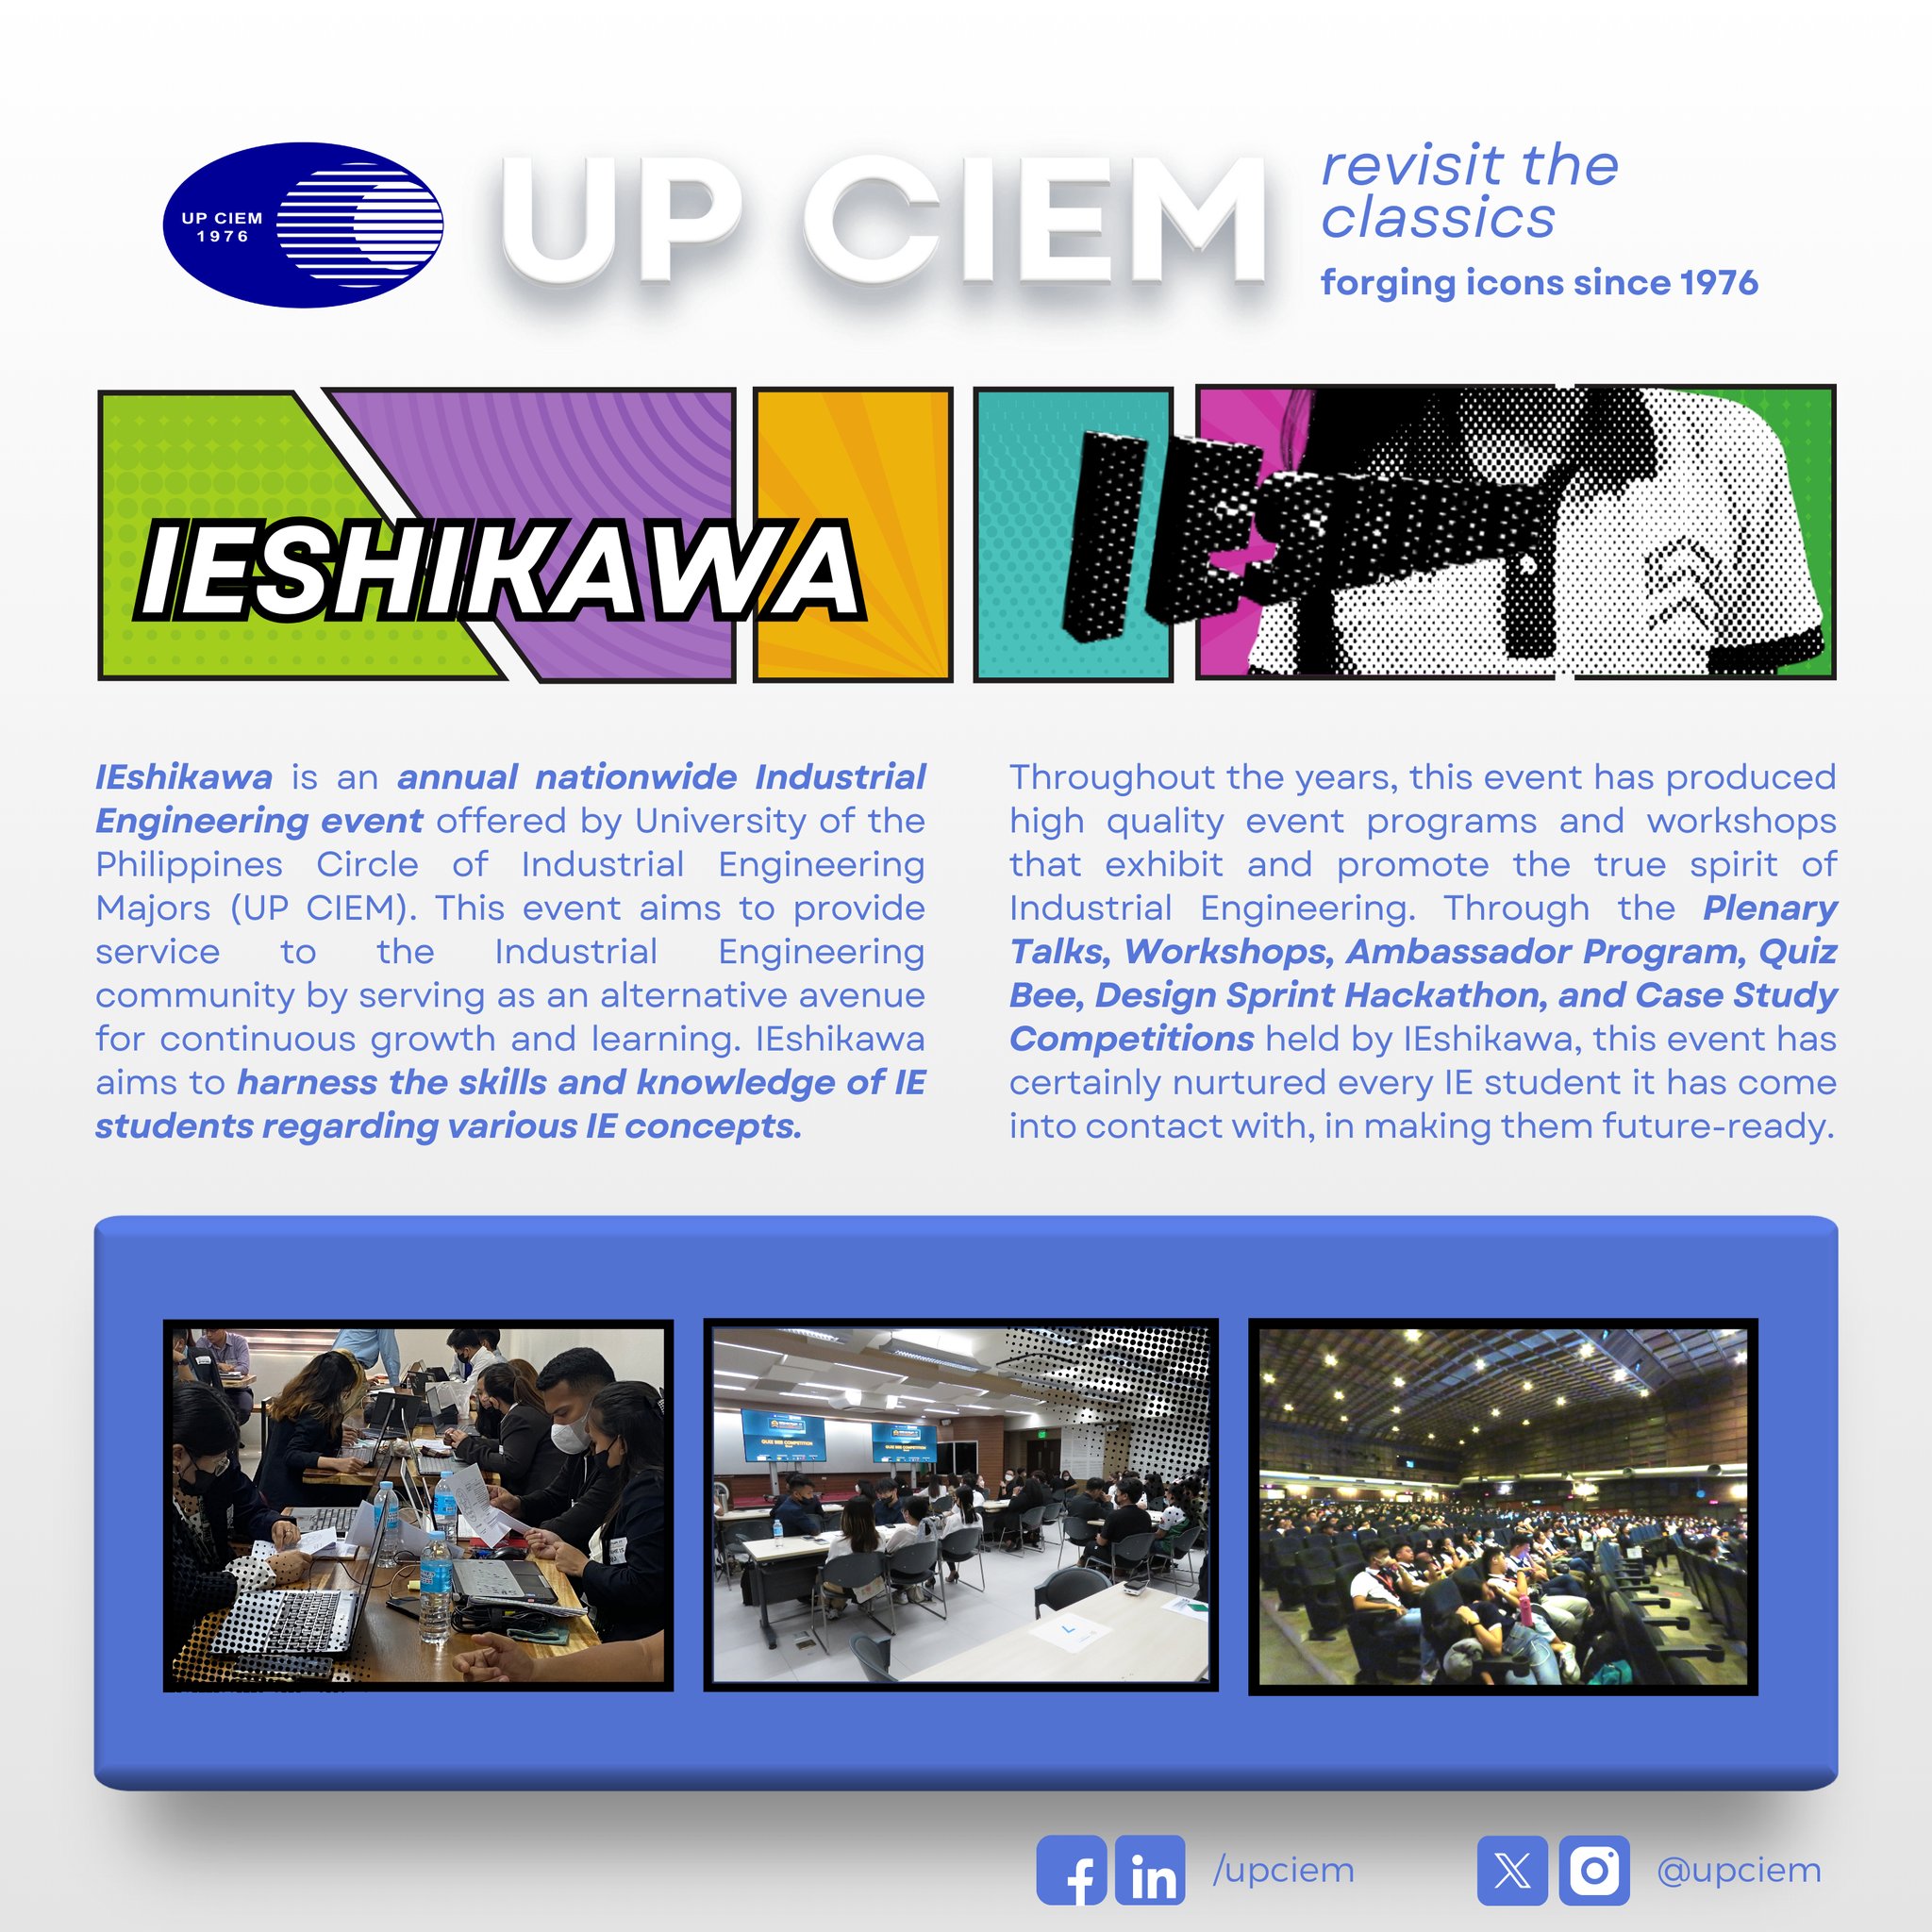 UP CIEM
1976
UP CIEM
revisit the
classics
forging icons since 1976
IESHIKAWA
IEshikawa is an annual nationwide Industrial
Engineering event offered by University of the
Philippines Circle of Industrial Engineering
Majors (UP CIEM). This event aims to provide
service to the Industrial Engineering
community by serving as an alternative avenue
for continuous growth and learning. IEshikawa
aims to harness the skills and knowledge of IE
students regarding various IE concepts.
Throughout the years, this event has produced
high quality event programs and workshops
that exhibit and promote the true spirit of
Industrial Engineering. Through the Plenary
Talks, Workshops, Ambassador Program, Quiz
Bee, Design Sprint Hackathon, and Case Study
Competitions held by IEshikawa, this event has
certainly nurtured every IE student it has come
into contact with, in making them future-ready.
QUIZ BEE COMPETITION
QUIZ BEE COMPETITION
L
/upciem
@upciem